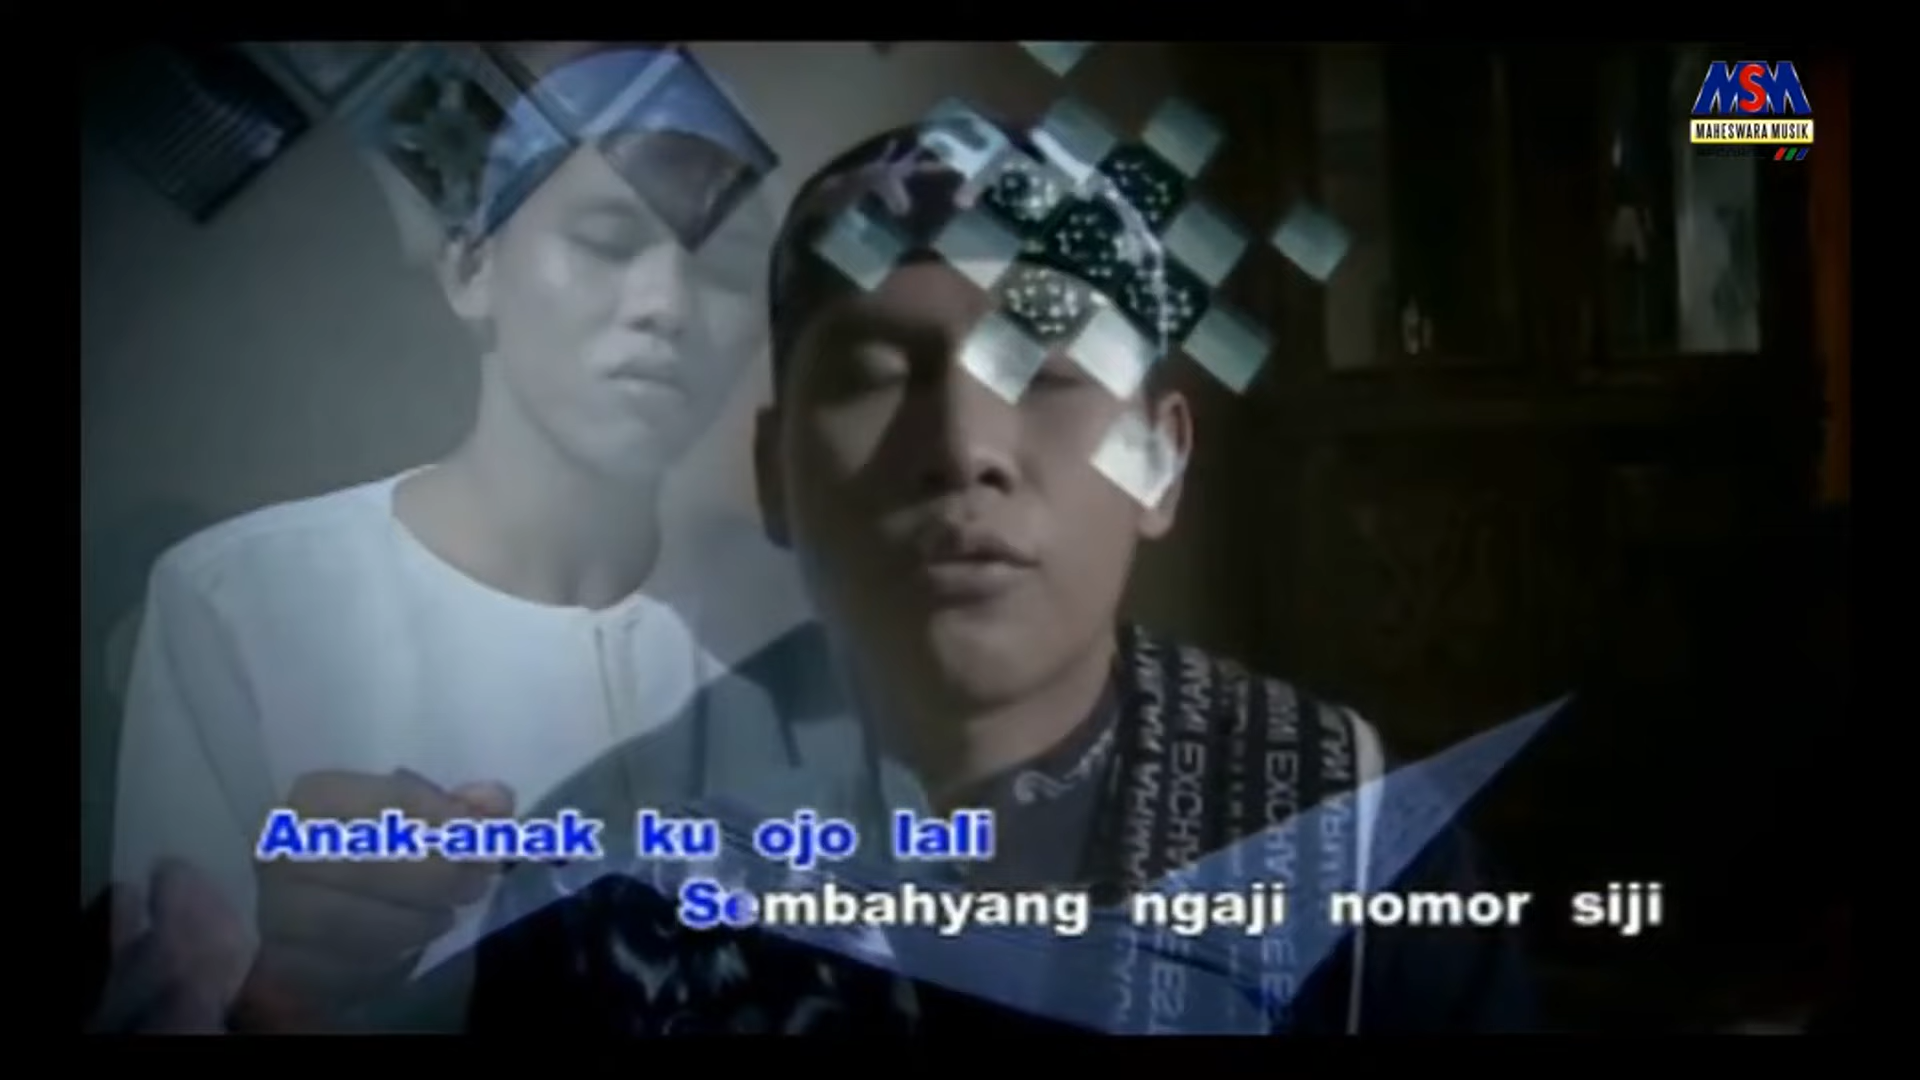 MSM
MAHESWARA MUSIK
Anak-anak ku ojo lali
Sembahyang ngaji nomor siji